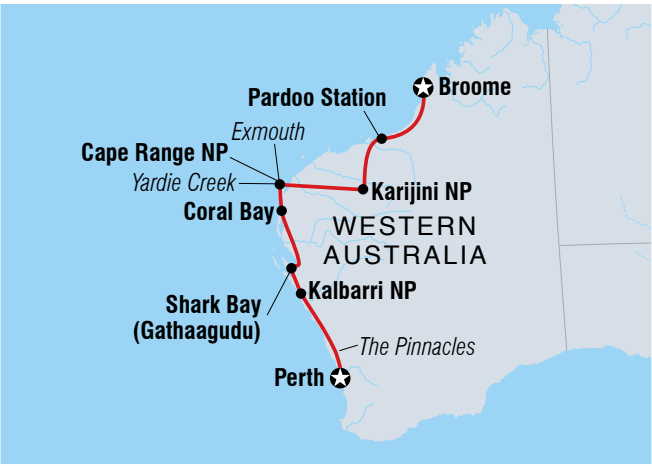 Broome
Pardoo Station
Exmouth
Cape Range NP
Yardie Creek
Karijini NP
Coral Bay
WESTERN
AUSTRALIA
Kalbarri NP
Shark Bay
(Gathaagudu)
The Pinnacles
Perth